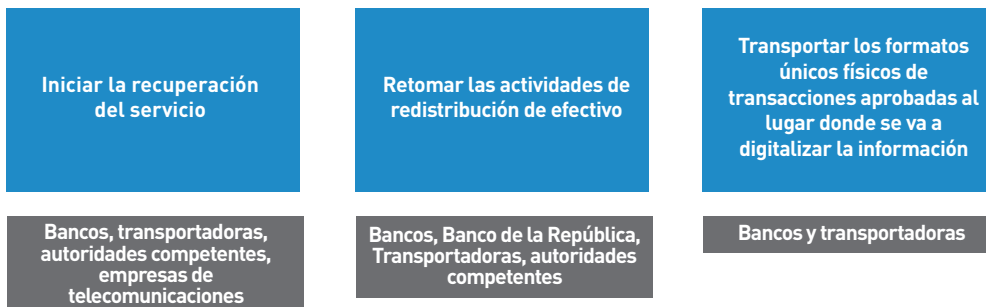 Iniciar la recuperación
del servicio
Retomar las actividades de
redistribución de efectivo
Transportar los formatos
únicos físicos de
transacciones aprobadas al
lugar donde se va a
digitalizar la información
Bancos, transportadoras,
autoridades competentes,
empresas de
telecomunicaciones
Bancos, Banco de la República,
Transportadoras, autoridades
competentes
Bancos y transportadoras